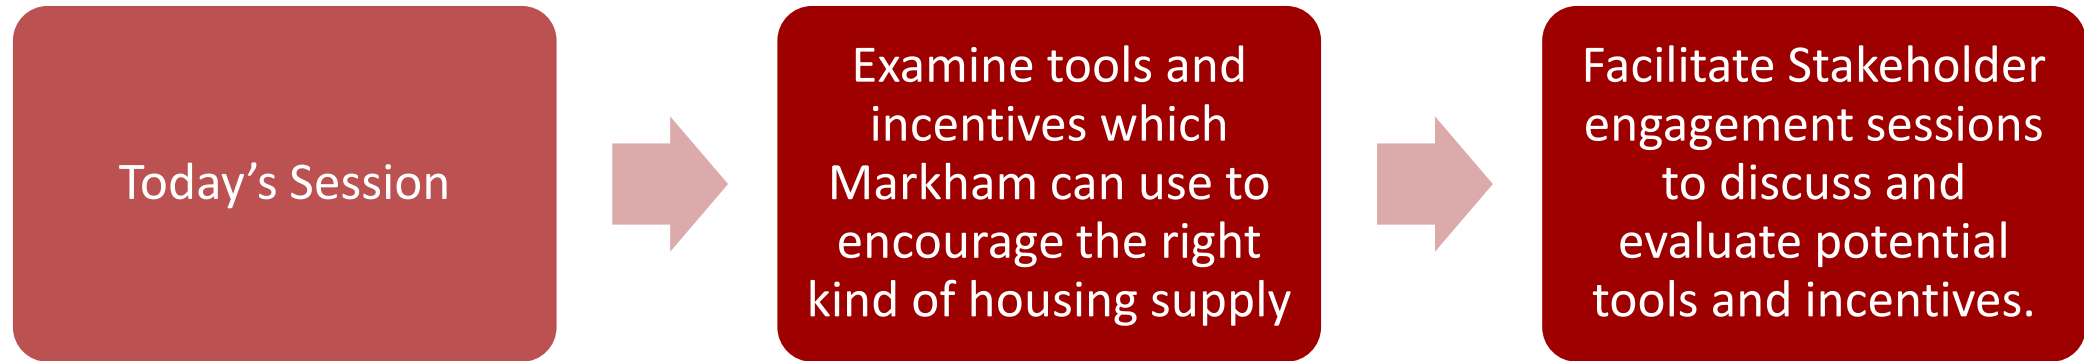 Today’s Session
Examine tools and
incentives which
Markham can use to
encourage the right
kind of housing supply
Facilitate Stakeholder
engagement sessions
to discuss and
evaluate potential
tools and incentives.